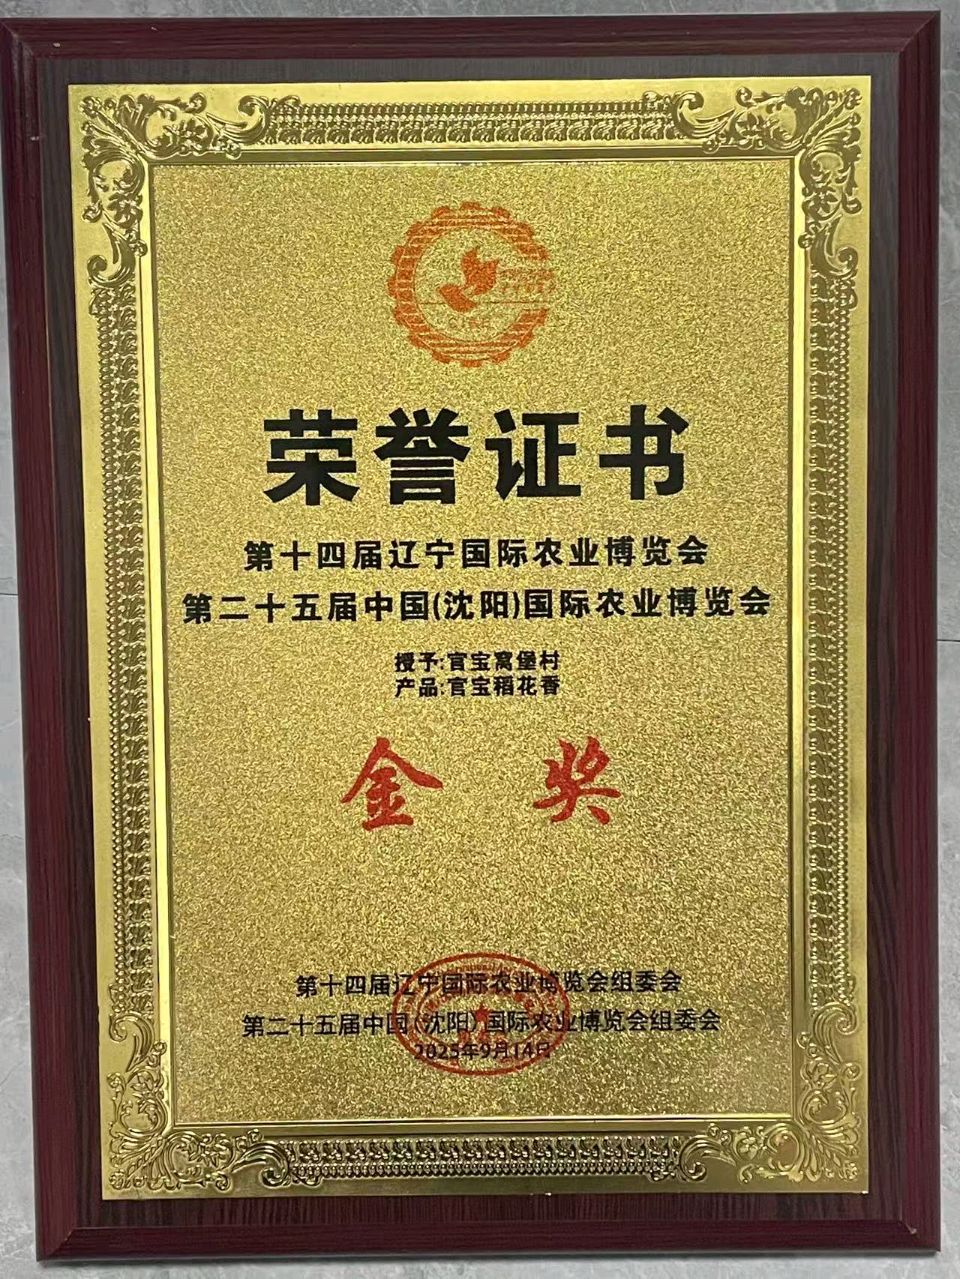 荣誉证书
第十四届辽宁国际农业博览会
第二十五届中国(沈阳)国际农业博览会
授予:官宝窝堡村
产品:官宝稻花香
金奖
第十四届辽宁国际农业博览会组委会
第二十五届中国(沈阳)国际农业博览会组委会
2025年9月14日